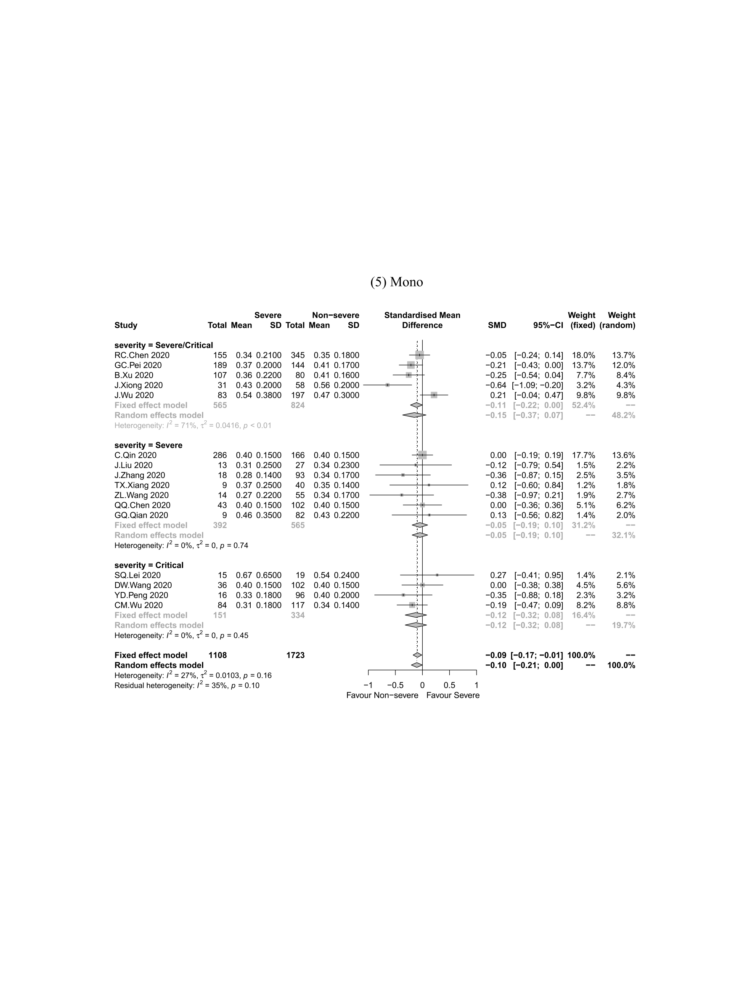 (5) Mono
Severe Non−severe Standardised Mean Weight Weight
Study Total Mean SD Total Mean SD Difference SMD 95%−CI (fixed) (random)
severity = Severe/Critical
RC.Chen 2020 155 0.34 0.2100 345 0.35 0.1800 −0.05 [−0.24; 0.14] 18.0% 13.7%
GC.Pei 2020 189 0.37 0.2000 144 0.41 0.1700 −0.21 [−0.43; 0.00] 13.7% 12.0%
B.Xu 2020 107 0.36 0.2200 80 0.41 0.1600 −0.25 [−0.54; 0.04] 7.7% 8.4%
J.Xiong 2020 31 0.43 0.2000 58 0.56 0.2000 −0.64 [−1.09; −0.20] 3.2% 4.3%
J.Wu 2020 83 0.54 0.3800 197 0.47 0.3000 0.21 [−0.04; 0.47] 9.8% 9.8%
Fixed effect model 565 824 −0.11 [−0.22; 0.00] 52.4% −−
Random effects model −0.15 [−0.37; 0.07] −− 48.2%
Heterogeneity: I² = 71%, τ² = 0.0416, p < 0.01
severity = Severe
C.Qin 2020 286 0.40 0.1500 166 0.40 0.1500 0.00 [−0.19; 0.19] 17.7% 13.6%
J.Liu 2020 13 0.31 0.2500 27 0.34 0.2300 −0.12 [−0.79; 0.54] 1.5% 2.2%
J.Zhang 2020 18 0.28 0.1400 93 0.34 0.1700 −0.36 [−0.87; 0.15] 2.5% 3.5%
TX.Xiang 2020 9 0.37 0.2500 40 0.35 0.1400 0.12 [−0.60; 0.84] 1.2% 1.8%
ZL.Wang 2020 14 0.27 0.2200 55 0.34 0.1700 −0.38 [−0.97; 0.21] 1.9% 2.7%
QQ.Chen 2020 43 0.40 0.1500 102 0.40 0.1500 0.00 [−0.36; 0.36] 5.1% 6.2%
GQ.Qian 2020 9 0.46 0.3500 82 0.43 0.2200 0.13 [−0.56; 0.82] 1.4% 2.0%
Fixed effect model 392 565 −0.05 [−0.19; 0.10] 31.2% −−
Random effects model −0.05 [−0.19; 0.10] −− 32.1%
Heterogeneity: I² = 0%, τ² = 0, p = 0.74
severity = Critical
SQ.Lei 2020 15 0.67 0.6500 19 0.54 0.2400 0.27 [−0.41; 0.95] 1.4% 2.1%
DW.Wang 2020 36 0.40 0.1500 102 0.40 0.1500 0.00 [−0.38; 0.38] 4.5% 5.6%
YD.Peng 2020 16 0.33 0.1800 96 0.40 0.2000 −0.35 [−0.88; 0.18] 2.3% 3.2%
CM.Wu 2020 84 0.31 0.1800 117 0.34 0.1400 −0.19 [−0.47; 0.09] 8.2% 8.8%
Fixed effect model 151 334 −0.12 [−0.32; 0.08] 16.4% −−
Random effects model −0.12 [−0.32; 0.08] −− 19.7%
Heterogeneity: I² = 0%, τ² = 0, p = 0.45
Fixed effect model 1108 1723 −0.09 [−0.17; −0.01] 100.0% −−
Random effects model −0.10 [−0.21; 0.00] −− 100.0%
Heterogeneity: I² = 27%, τ² = 0.0103, p = 0.16
Residual heterogeneity: I² = 35%, p = 0.10
−1 −0.5 0 0.5 1
Favour Non−severe Favour Severe